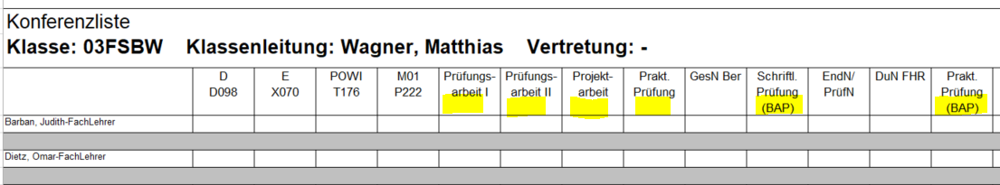 Konferenzliste
Klasse: 03FSBW Klassenleitung: Wagner, Matthias Vertretung: -
D E POWI M01 Prüfungs- Prüfungs- Projekt- Prakt. GesN Ber Schriftl. EndN/ DuN FHR Prakt.
D098 X070 T176 P222 arbeit I arbeit II arbeit Prüfung Prüfung PrüfN Prüfung
(BAP) (BAP)
Barban, Judith-FachLehrer
Dietz, Omar-FachLehrer